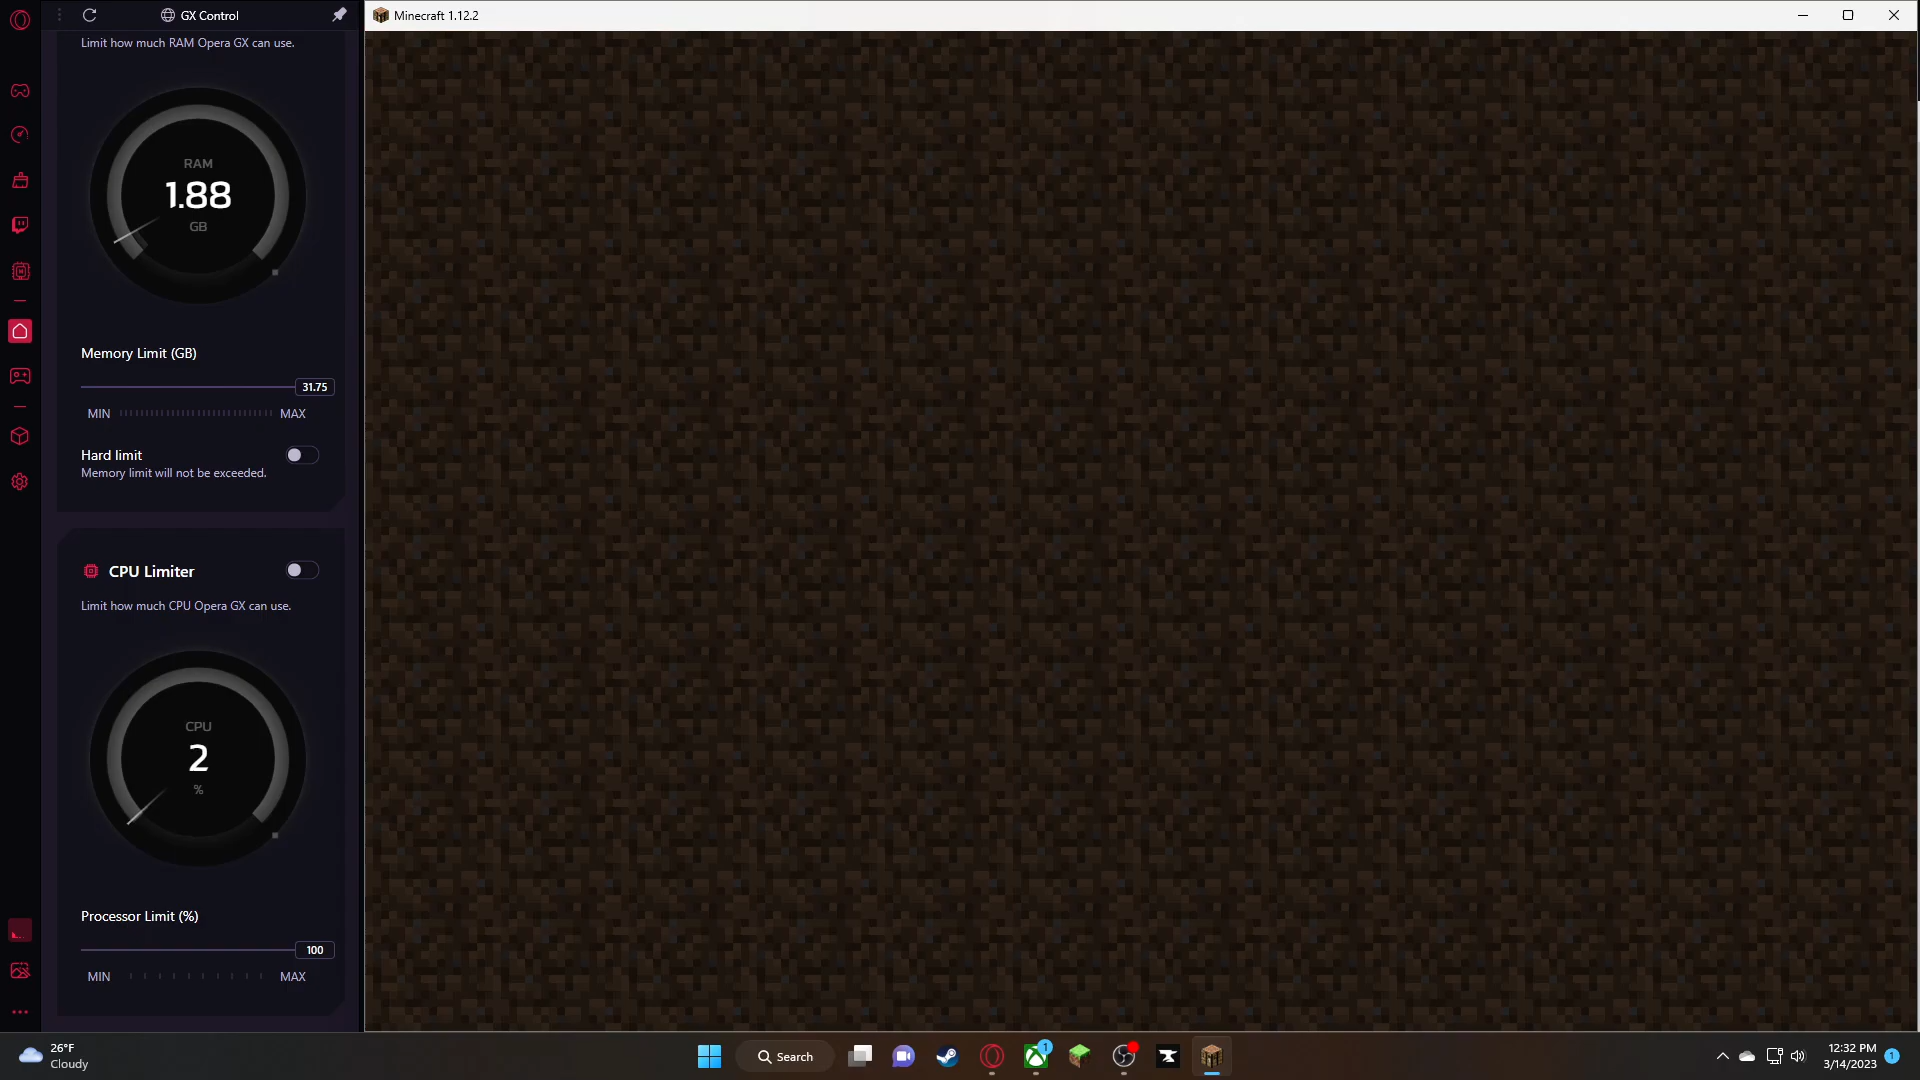 GX Control
Limit how much RAM Opera GX can use.
RAM
1.88
GB
Memory Limit (GB)
31.75
MIN
MAX
Hard limit
Memory limit will not be exceeded.
CPU Limiter
Limit how much CPU Opera GX can use.
CPU
2
%
Processor Limit (%)
100
MIN
MAX
Minecraft 1.12.2
26°F
Cloudy
Search
1
12:32 PM
3/14/2023
1